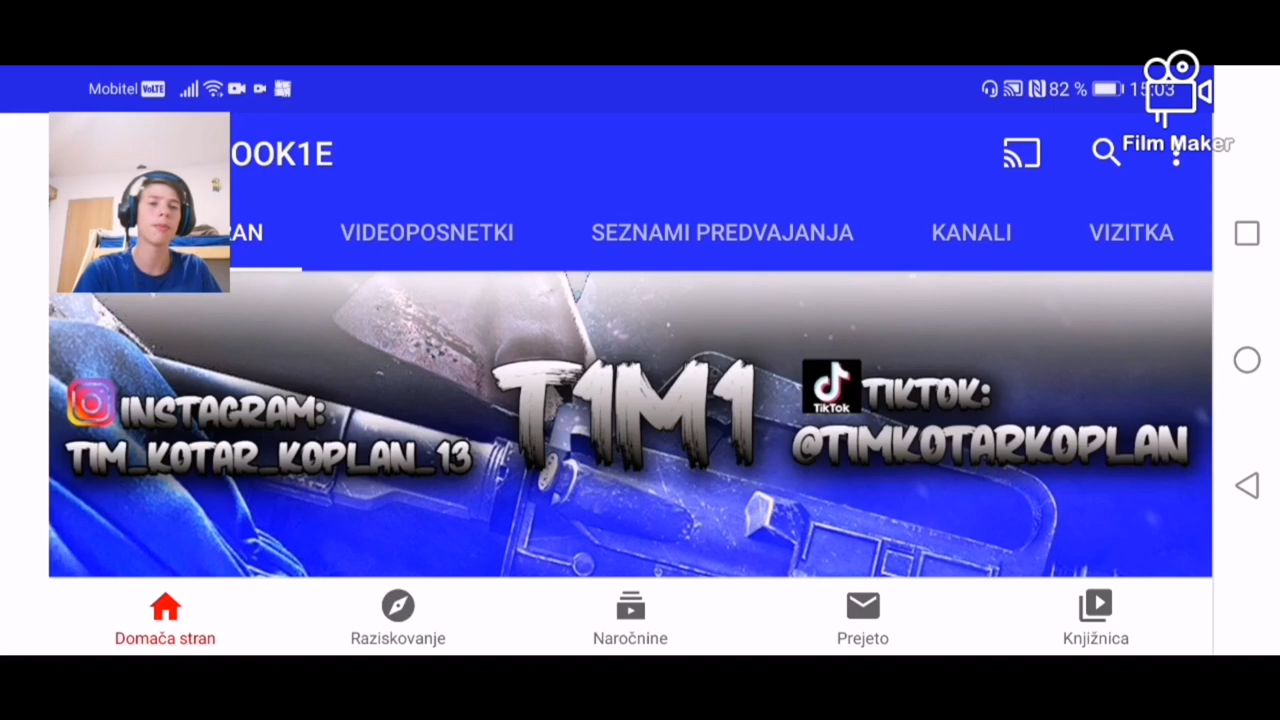 Mobitel VoLTE
82 %
15:03
Film Maker
OOK1E
VIDEOPOSNETKI
SEZNAMI PREDVAJANJA
KANALI
VIZITKA
INSTAGRAM:
TIM_KOTAR_KOPLAN_13
T1M1
TikTok
TIKTOK:
@TIMKOTARKOPLAN
Domača stran
Raziskovanje
Naročnine
Prejeto
Knjižnica